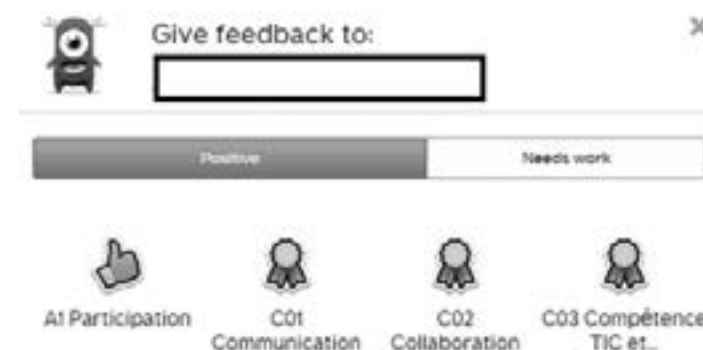 Give feedback to:
Positive
Needs work
A1 Participation
C01
Communication
C02
Collaboration
C03 Compétence
TIC et...